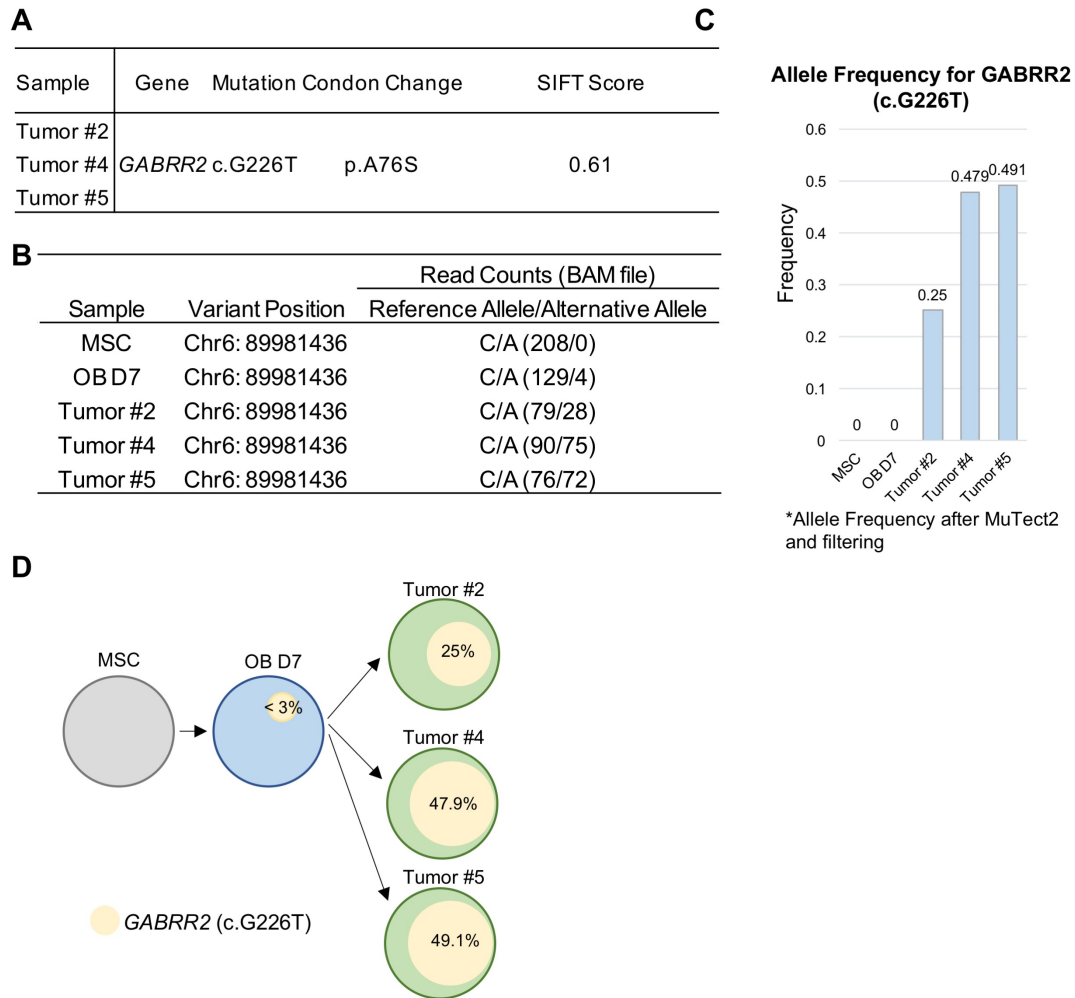 A
Sample Gene Mutation Condon Change SIFT Score
Tumor #2
Tumor #4 GABRR2 c.G226T p.A76S 0.61
Tumor #5
B
Read Counts (BAM file)
Sample Variant Position Reference Allele/Alternative Allele
MSC Chr6: 89981436 C/A (208/0)
OB D7 Chr6: 89981436 C/A (129/4)
Tumor #2 Chr6: 89981436 C/A (79/28)
Tumor #4 Chr6: 89981436 C/A (90/75)
Tumor #5 Chr6: 89981436 C/A (76/72)
C
Allele Frequency for GABRR2
(c.G226T)
Frequency
0.6
0.5
0.4
0.3
0.2
0.1
0
0 0 0.25 0.479 0.491
MSC OB D7 Tumor #2 Tumor #4 Tumor #5
*Allele Frequency after MuTect2
and filtering
D
MSC
OB D7
< 3%
Tumor #2
25%
Tumor #4
47.9%
Tumor #5
49.1%
GABRR2 (c.G226T)